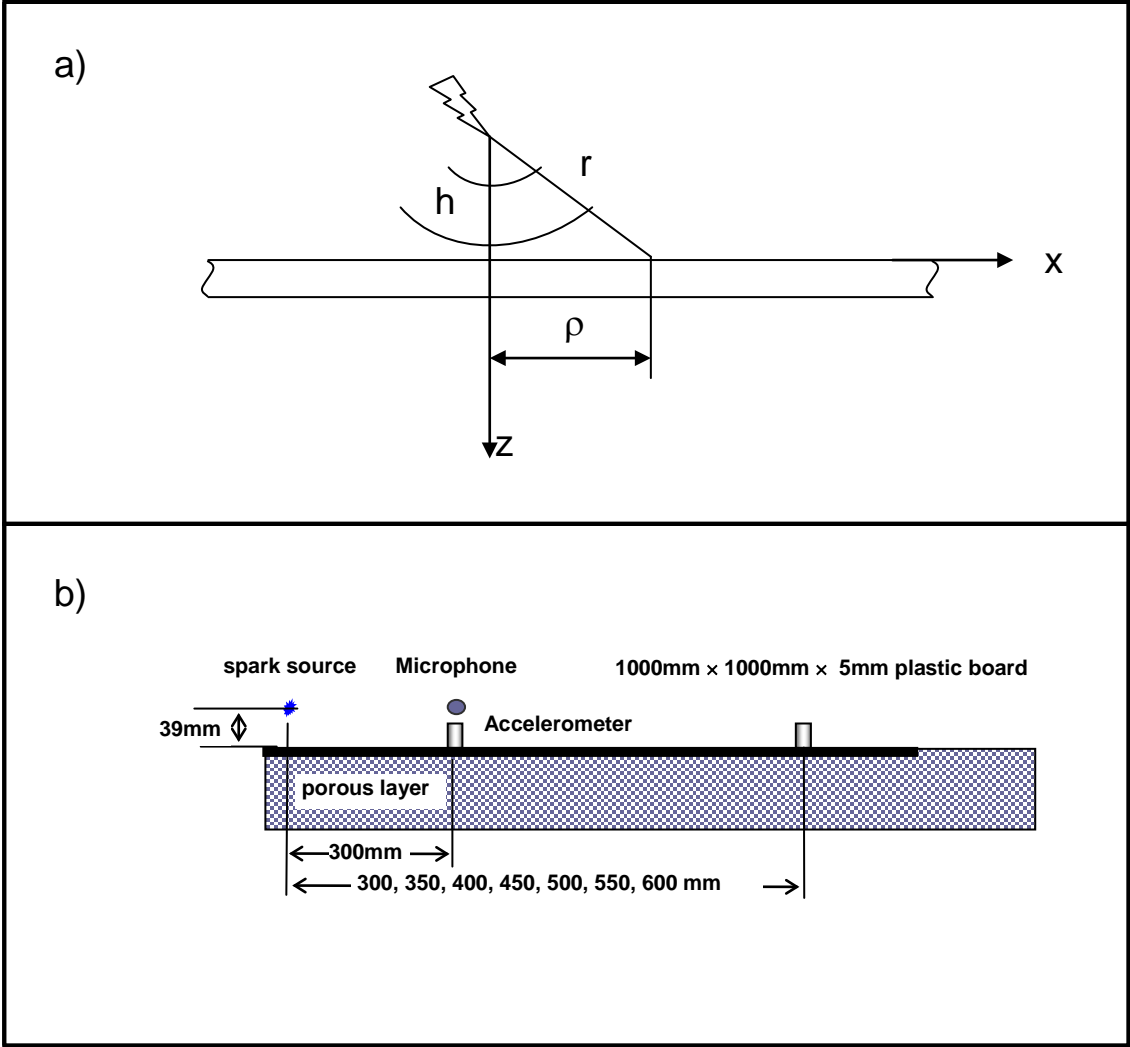 a)
r
h
x
ρ
z
b)
spark source
Microphone
1000mm × 1000mm × 5mm plastic board
39mm
Accelerometer
porous layer
300mm
300, 350, 400, 450, 500, 550, 600 mm